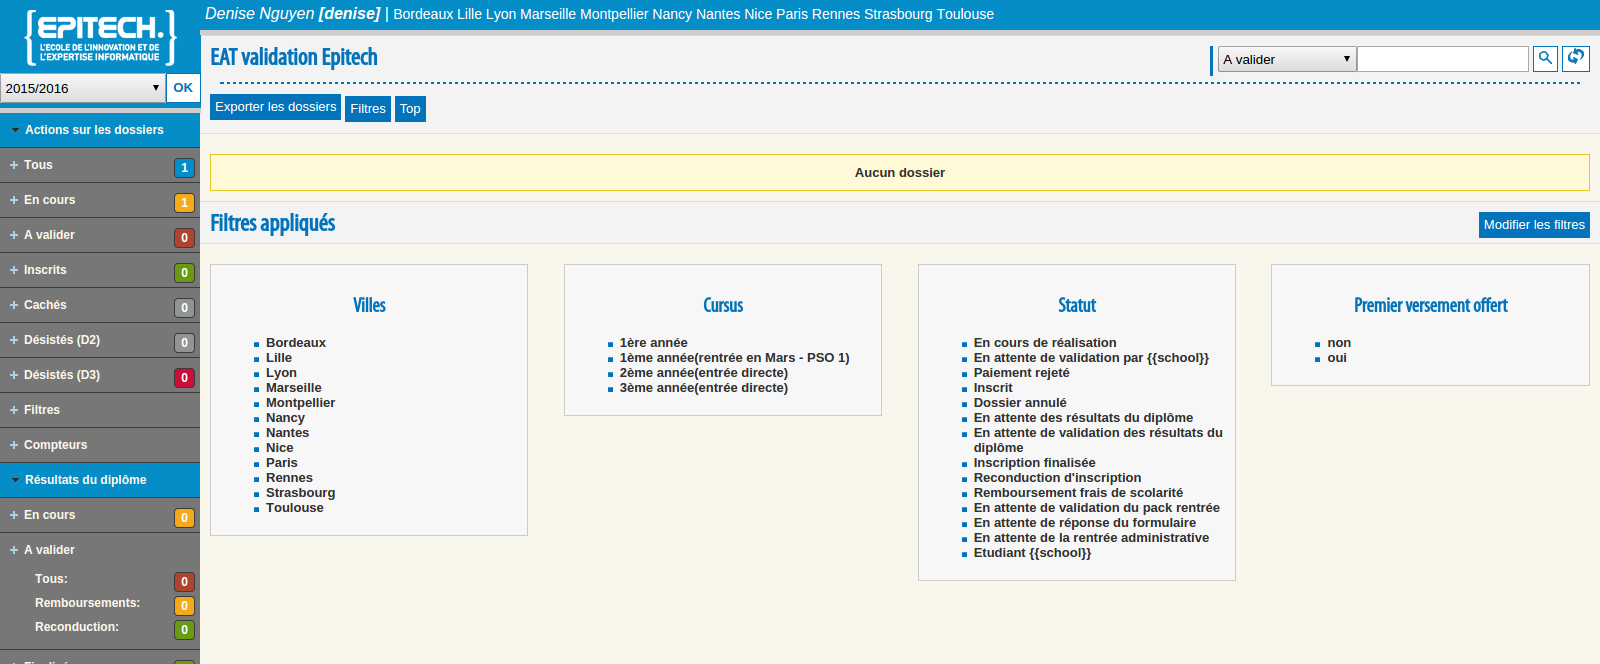 Denise Nguyen [denise] | Bordeaux Lille Lyon Marseille Montpellier Nancy Nantes Nice Paris Rennes Strasbourg Toulouse
{EPITECH.}
L'ECOLE DE L'INNOVATION ET DE
L'EXPERTISE INFORMATIQUE
2015/2016 OK
Actions sur les dossiers
Tous 1
En cours 1
A valider 0
Inscrits 0
Cachés 0
Désistés (D2) 0
Désistés (D3) 0
Filtres
Compteurs
Résultats du diplôme
En cours 0
A valider
Tous: 0
Remboursements: 0
Reconduction: 0
EAT validation Epitech
A valider
Exporter les dossiers Filtres Top
Aucun dossier
Filtres appliqués
Modifier les filtres
Villes
Bordeaux
Lille
Lyon
Marseille
Montpellier
Nancy
Nantes
Nice
Paris
Rennes
Strasbourg
Toulouse
Cursus
1ère année
1ème année(rentrée en Mars - PSO 1)
2ème année(entrée directe)
3ème année(entrée directe)
Statut
En cours de réalisation
En attente de validation par {{school}}
Paiement rejeté
Inscrit
Dossier annulé
En attente des résultats du diplôme
En attente de validation des résultats du
diplôme
Inscription finalisée
Reconduction d'inscription
Remboursement frais de scolarité
En attente de validation du pack rentrée
En attente de réponse du formulaire
En attente de la rentrée administrative
Etudiant {{school}}
Premier versement offert
non
oui